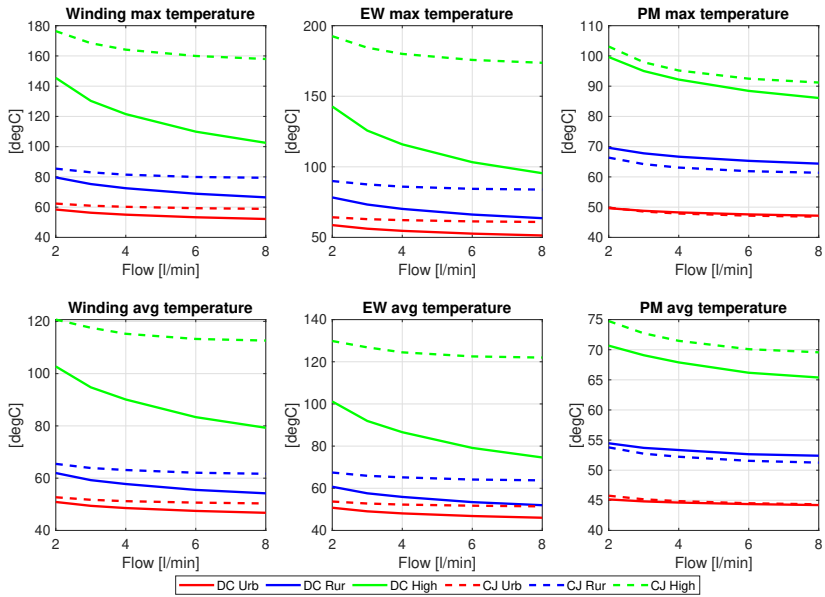 Winding max temperature
EW max temperature
PM max temperature
180
160
140
120
100
80
60
40
[degC]
2 4 6 8
Flow [l/min]
200
150
100
50
[degC]
2 4 6 8
Flow [l/min]
110
100
90
80
70
60
50
40
[degC]
2 4 6 8
Flow [l/min]
Winding avg temperature
EW avg temperature
PM avg temperature
120
100
80
60
40
[degC]
2 4 6 8
Flow [l/min]
140
120
100
80
60
40
[degC]
2 4 6 8
Flow [l/min]
75
70
65
60
55
50
45
40
[degC]
2 4 6 8
Flow [l/min]
DC Urb DC Rur DC High CJ Urb CJ Rur CJ High